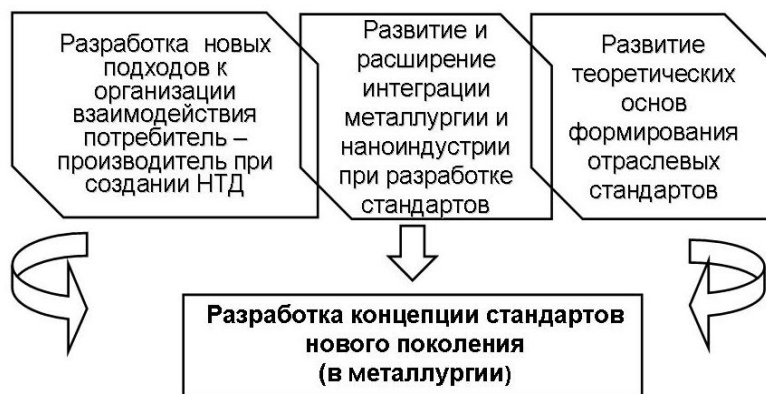 Разработка новых
подходов к
организации
взаимодействия
потребитель –
производитель при
создании НТД
Развитие и
расширение
интеграции
металлургии и
наноиндустрии
при разработке
стандартов
Развитие
теоретических
основ
формирования
отраслевых
стандартов
Разработка концепции стандартов
нового поколения
(в металлургии)